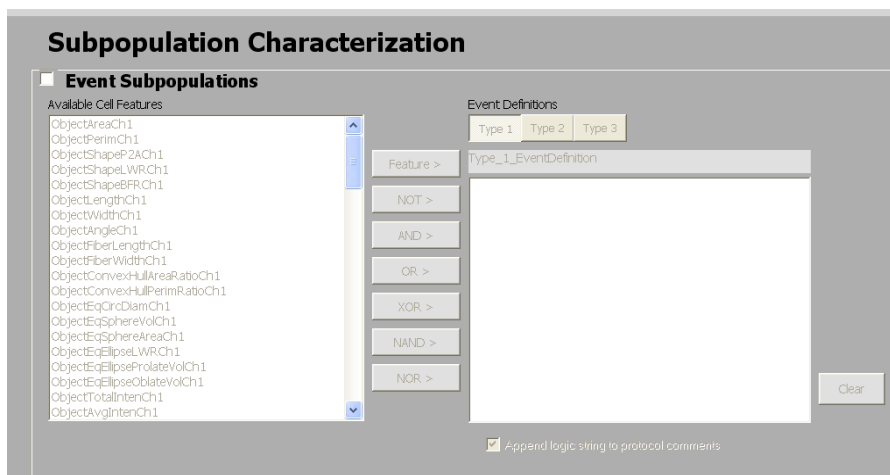 Subpopulation Characterization
Event Subpopulations
Available Cell Features
ObjectAreaCh1
ObjectPerimCh1
ObjectShapeP2ACh1
ObjectShapeLWRCh1
ObjectShapeBFRCh1
ObjectLengthCh1
ObjectWidthCh1
ObjectAngleCh1
ObjectFiberLengthCh1
ObjectFiberWidthCh1
ObjectConvexHullAreaRatioCh1
ObjectConvexHullPerimRatioCh1
ObjectEqCircDiamCh1
ObjectEqSphereVolCh1
ObjectEqSphereAreaCh1
ObjectEqEllipseLWRCh1
ObjectEqEllipseProlateVolCh1
ObjectEqEllipseOblateVolCh1
ObjectTotalIntenCh1
ObjectAvgIntenCh1
Feature >
NOT >
AND >
OR >
XOR >
NAND >
NOR >
Event Definitions
Type 1 Type 2 Type 3
Type_1_EventDefinition
Clear
Append logic string to protocol comments